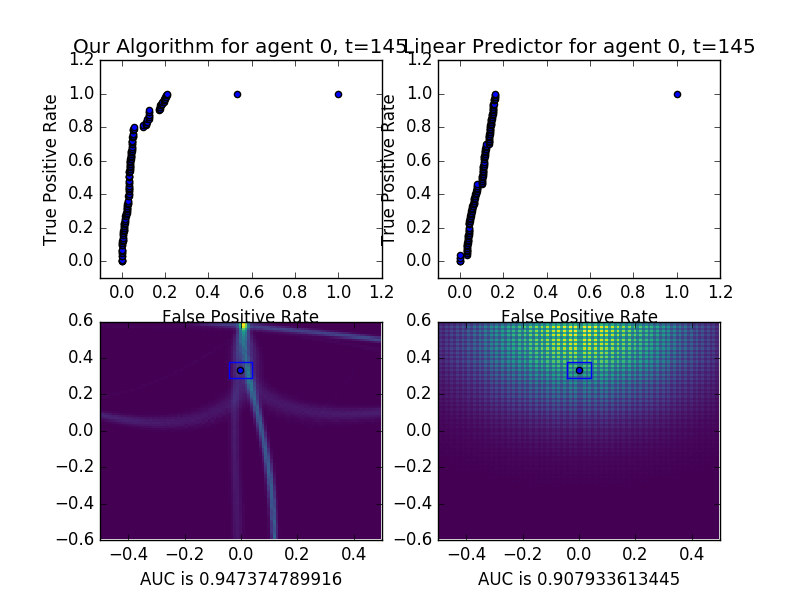 Our Algorithm for agent 0, t=145
Linear Predictor for agent 0, t=145
1.2
1.0
0.8
0.6
0.4
0.2
0.0
True Positive Rate
0.0 0.2 0.4 0.6 0.8 1.0 1.2
False Positive Rate
1.2
1.0
0.8
0.6
0.4
0.2
0.0
True Positive Rate
0.0 0.2 0.4 0.6 0.8 1.0 1.2
False Positive Rate
0.6
0.4
0.2
0.0
−0.2
−0.4
−0.6
−0.4 −0.2 0.0 0.2 0.4
AUC is 0.947374789916
0.6
0.4
0.2
0.0
−0.2
−0.4
−0.6
−0.4 −0.2 0.0 0.2 0.4
AUC is 0.907933613445